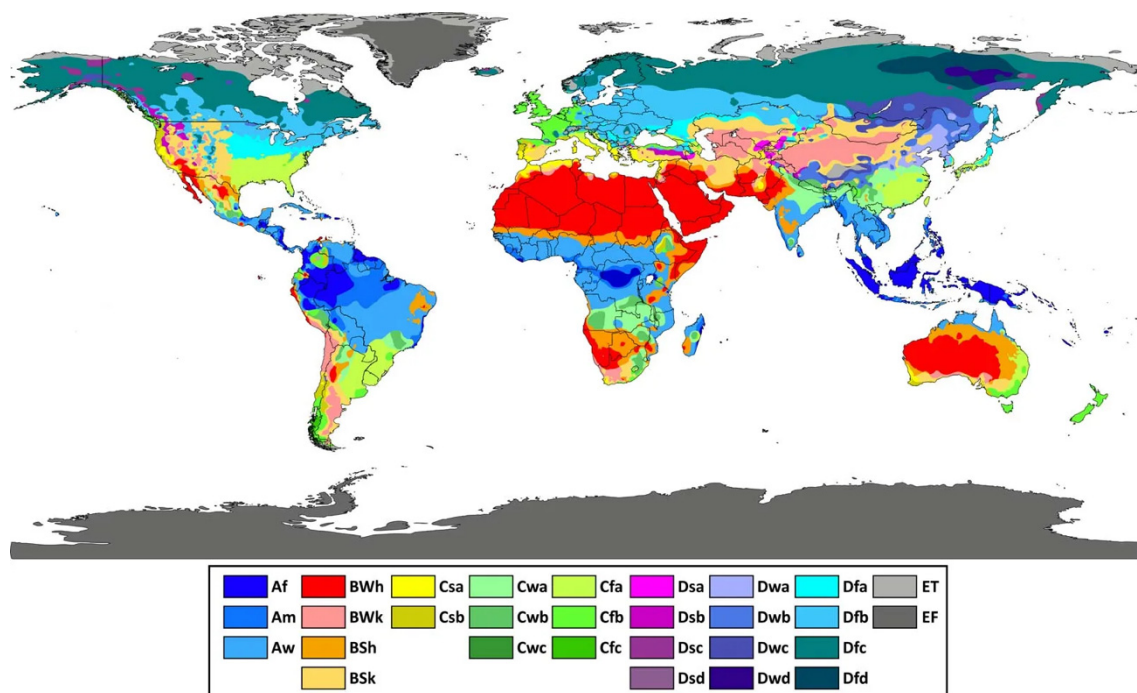 Af BWh Csa Cwa Cfa Dsa Dwa Dfa ET
Am BWk Csb Cwb Cfb Dsb Dwb Dfb EF
Aw BSh Cwc Cfc Dsc Dwc Dfc
BSk Dsd Dwd Dfd